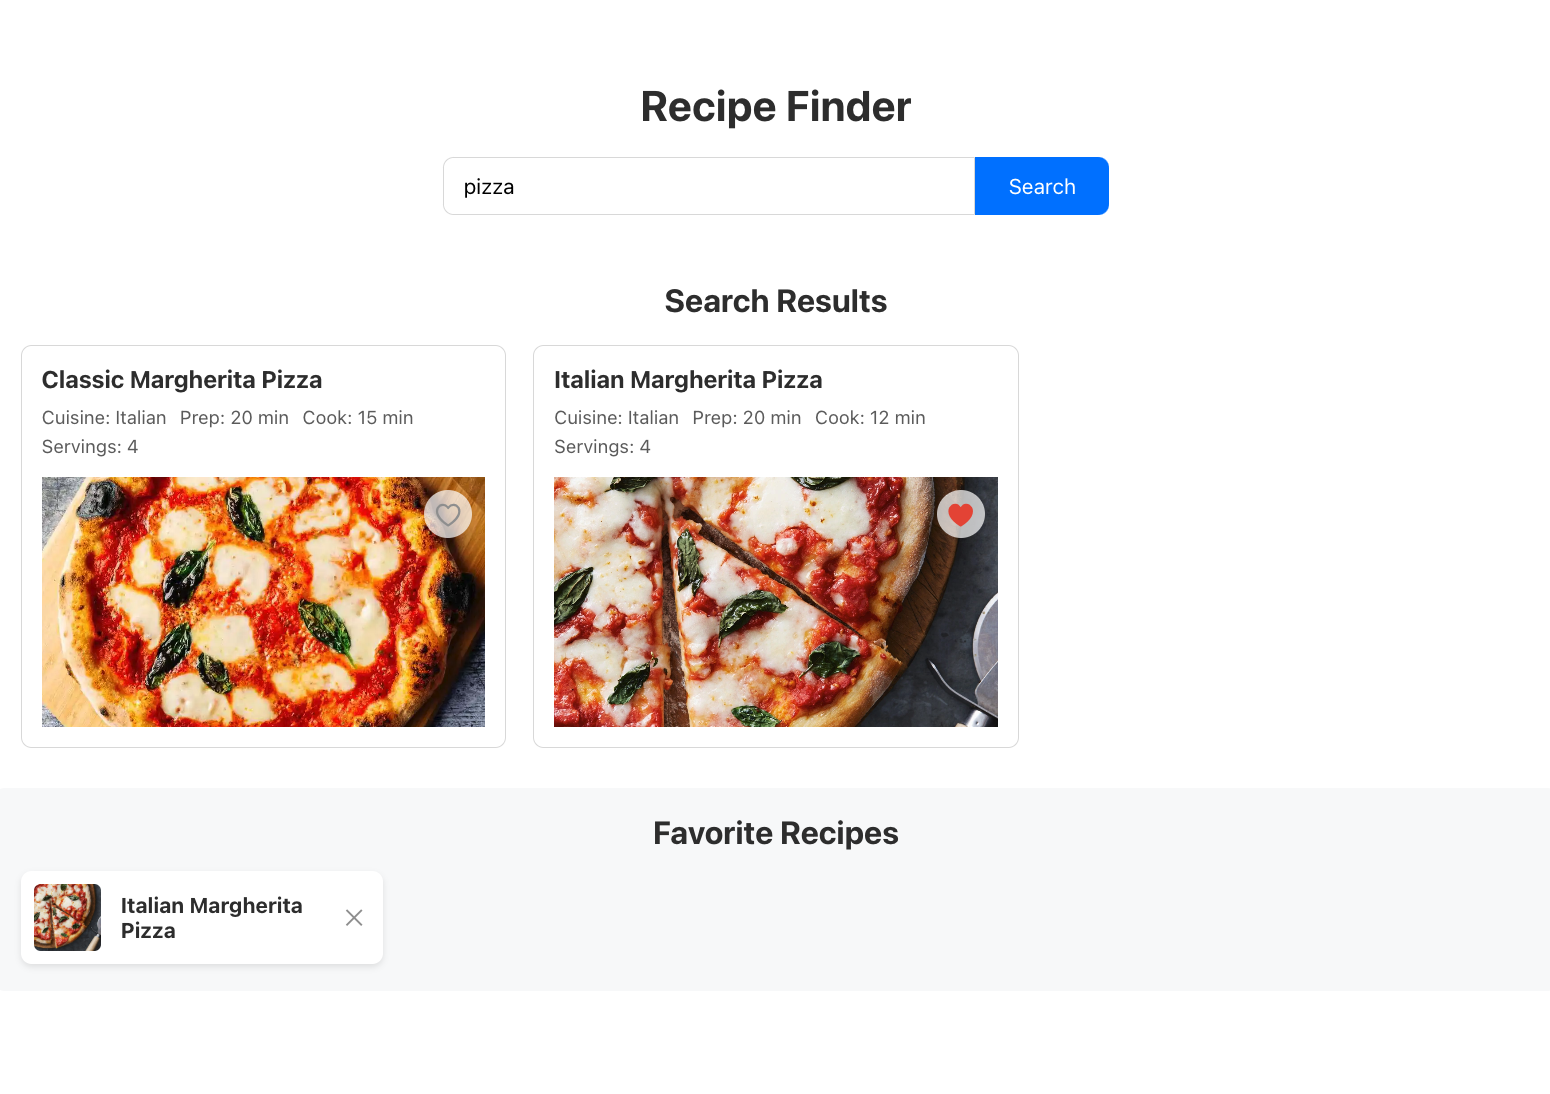 Recipe Finder
pizza
Search
Search Results
Classic Margherita Pizza
Cuisine: Italian Prep: 20 min Cook: 15 min
Servings: 4
Italian Margherita Pizza
Cuisine: Italian Prep: 20 min Cook: 12 min
Servings: 4
Favorite Recipes
Italian Margherita
Pizza